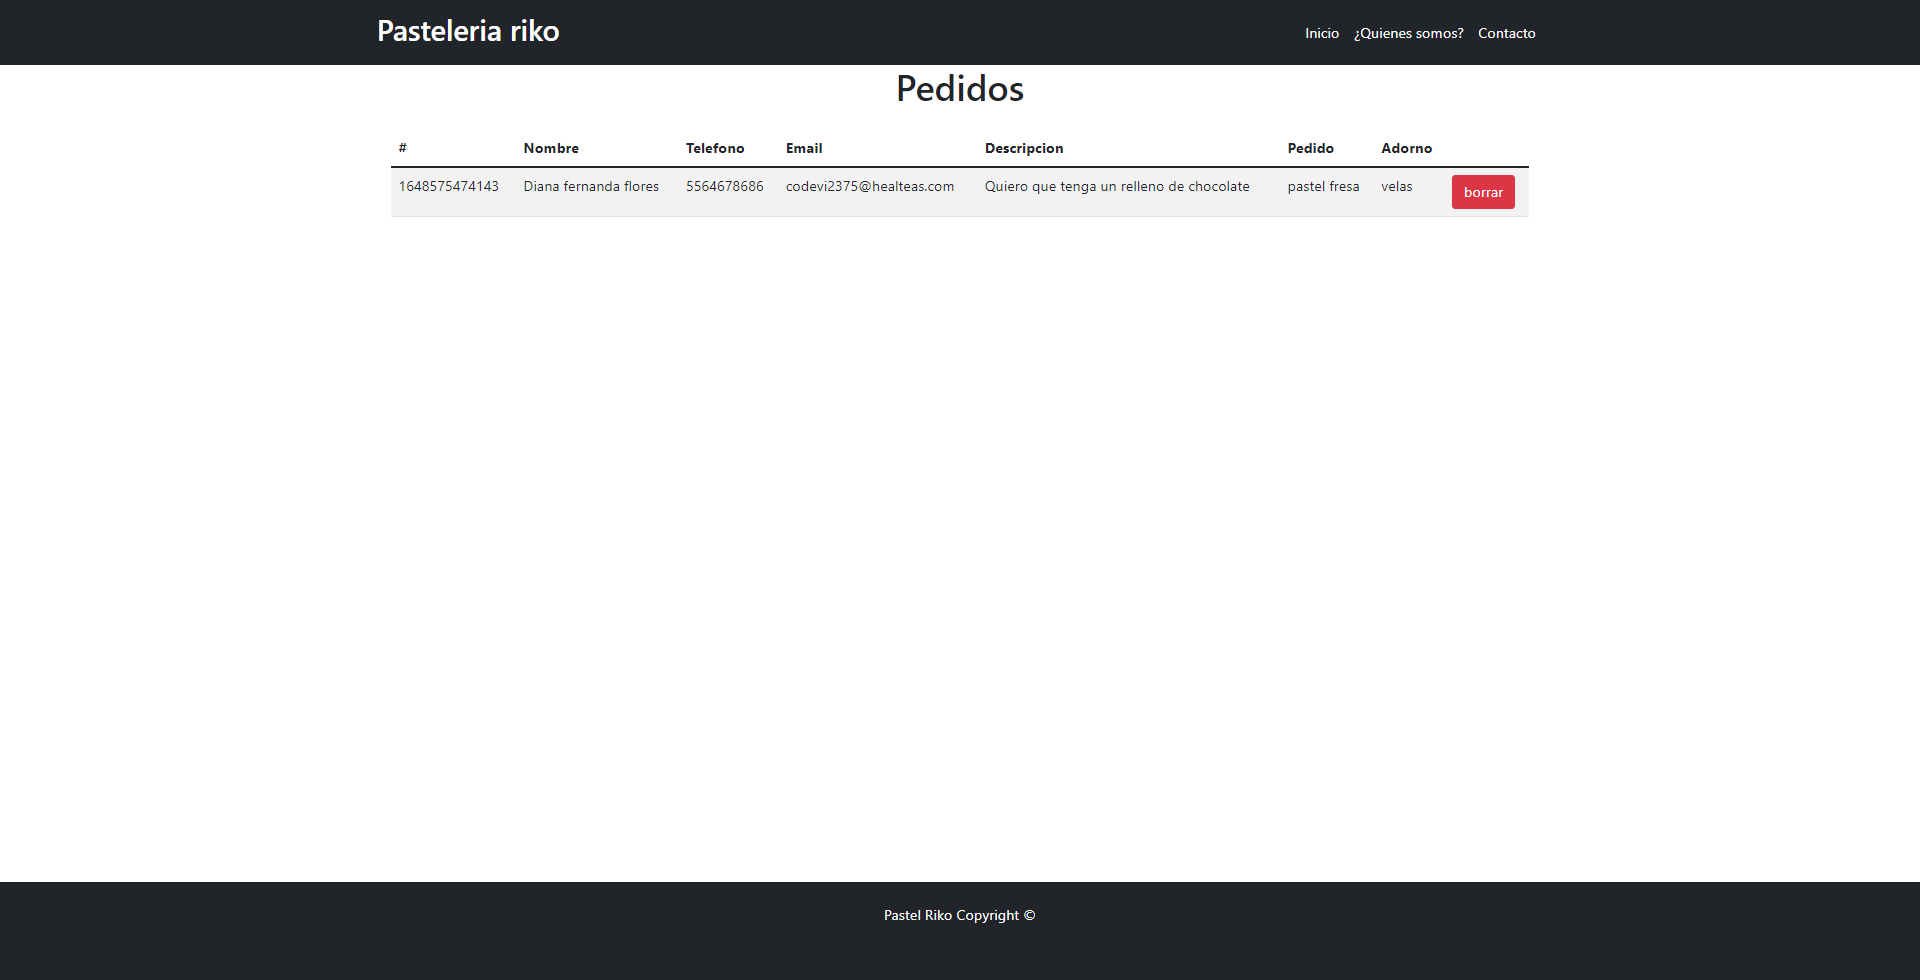 Pasteleria riko
Inicio ¿Quienes somos? Contacto
Pedidos
# Nombre Telefono Email Descripcion Pedido Adorno
1648575474143 Diana fernanda flores 5564678686 codevi2375@healteas.com Quiero que tenga un relleno de chocolate pastel fresa velas borrar
Pastel Riko Copyright ©